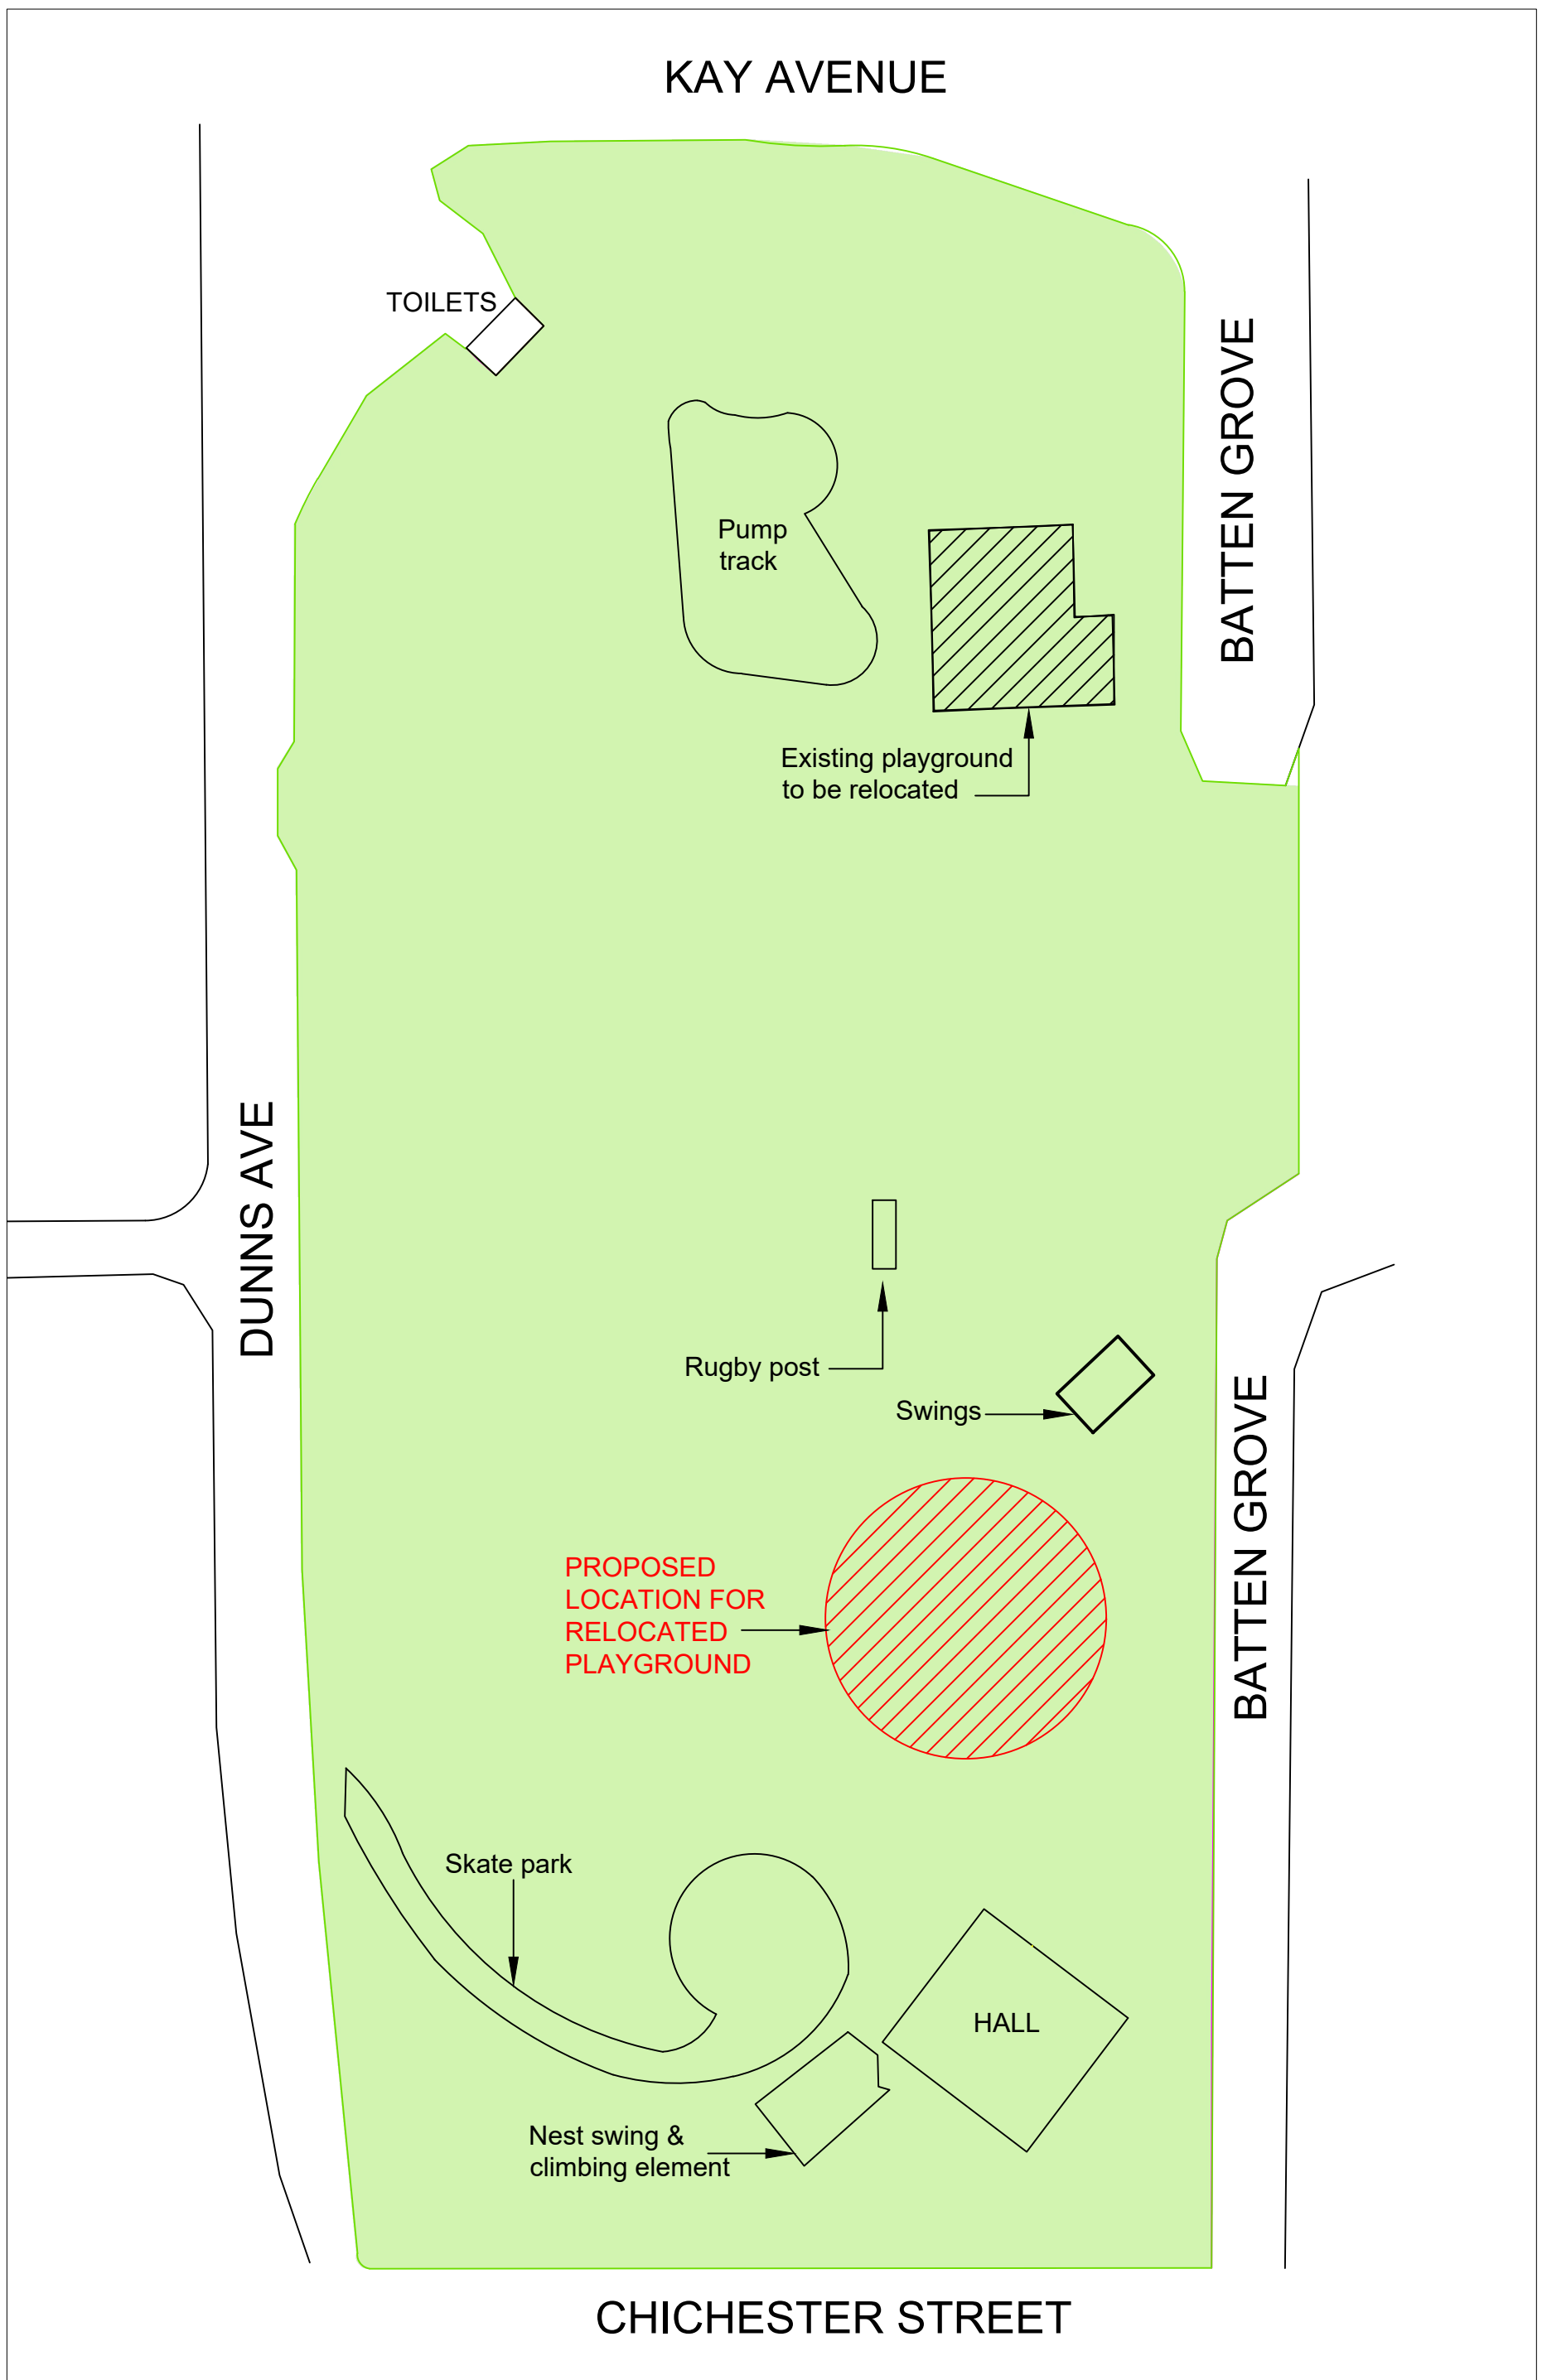 KAY AVENUE
TOILETS
BATTEN GROVE
Pump
track
Existing playground
to be relocated
DUNNS AVE
Rugby post
Swings
BATTEN GROVE
PROPOSED
LOCATION FOR
RELOCATED
PLAYGROUND
Skate park
HALL
Nest swing &
climbing element
CHICHESTER STREET